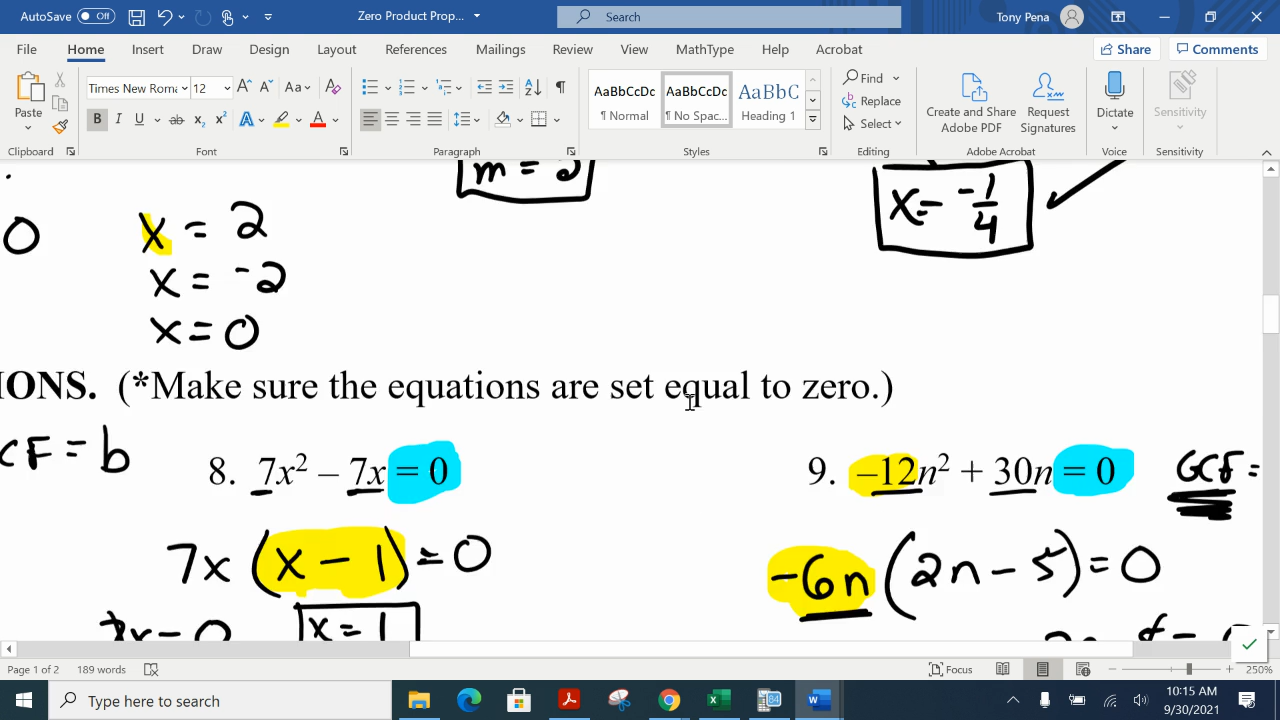 AutoSave Off Zero Product Prop... Search Tony Pena
File Home Insert Draw Design Layout References Mailings Review View MathType Help Acrobat Share Comments
Paste Times New Roma 12 Aa AaBbCcDc AaBbCcDc AaBbC Find Replace Select Create and Share Adobe PDF Request Signatures Dictate Sensitivity
B I U ab x₂ x² A A ¶ Normal ¶ No Spac... Heading 1
Clipboard Font Paragraph Styles Editing Adobe Acrobat Voice Sensitivity
x = -1/4
0 x = 2
x = -2
x = 0
IONS. (*Make sure the equations are set equal to zero.)
CF = b
8. 7x² – 7x = 0 9. –12n² + 30n = 0 GCF =
7x (x – 1) = 0 -6n (2n – 5) = 0
x = 1
Page 1 of 2 189 words Focus 250%
Type here to search 10:15 AM
9/30/2021